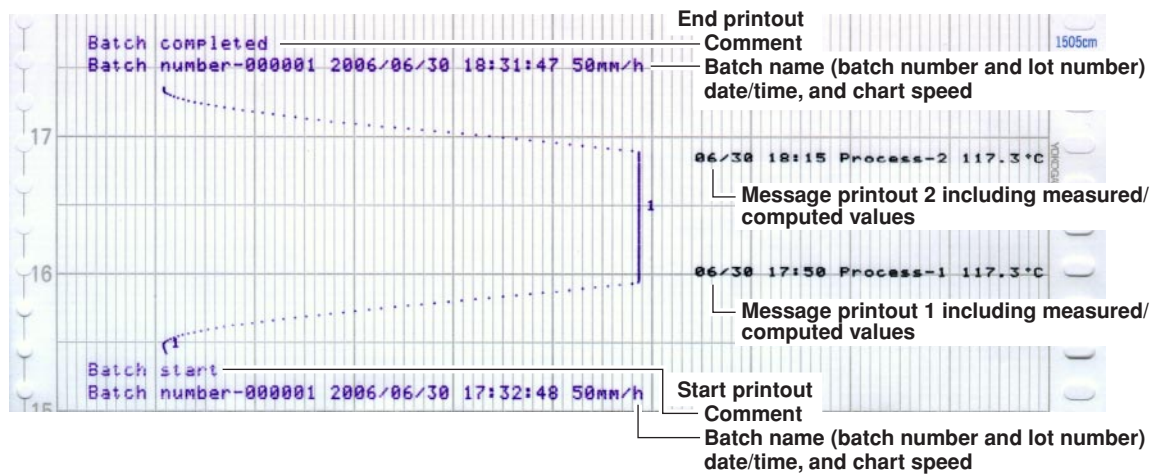 End printout
Batch completed
Comment
1505cm
Batch number-000001 2006/06/30 18:31:47 50mm/h
Batch name (batch number and lot number)
date/time, and chart speed
17
06/30 18:15 Process-2 117.3°C
Message printout 2 including measured/
computed values
1
16
06/30 17:50 Process-1 117.3°C
Message printout 1 including measured/
computed values
1
Batch start
Batch number-000001 2006/06/30 17:32:48 50mm/h
15
Start printout
Comment
Batch name (batch number and lot number)
date/time, and chart speed